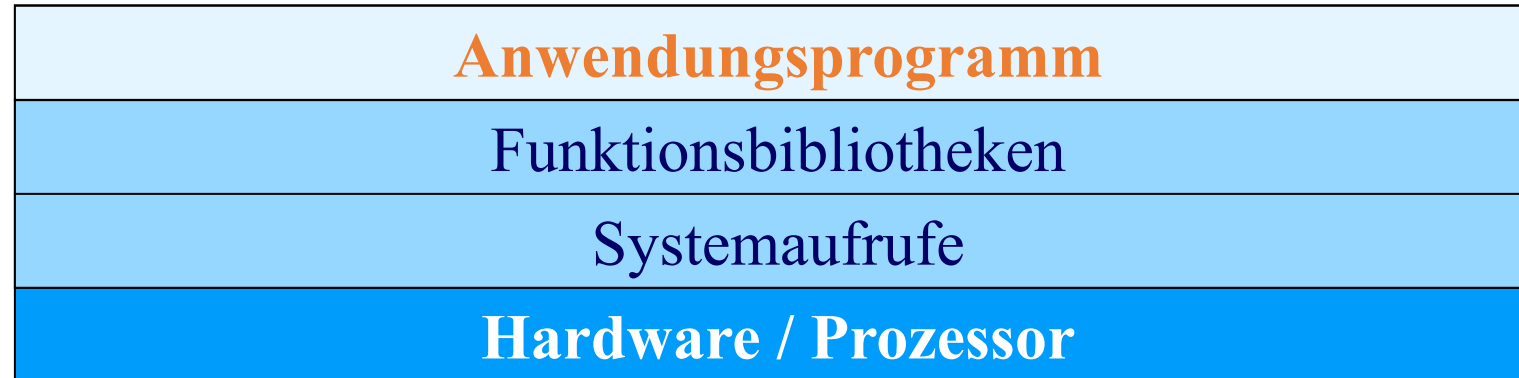 Anwendungsprogramm
Funktionsbibliotheken
Systemaufrufe
Hardware / Prozessor